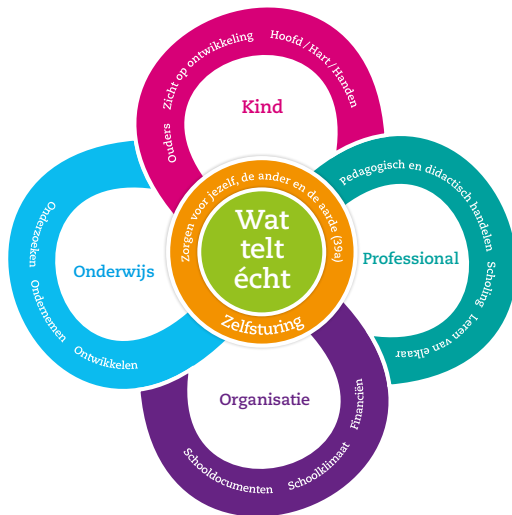 Ouders Zicht op ontwikkeling Hoofd/Hart/Handen
Kind
Pedagogisch en didactisch handelen Scholing Leren van elkaar
Professional
Zorgen voor jezelf, de ander en de aarde (39a)
Wat
telt
écht
Zelfsturing
Onderwijs
Onderzoeken Ondernemen Ontwikkelen
Organisatie
Schooldocumenten Schoolklimaat Financiën